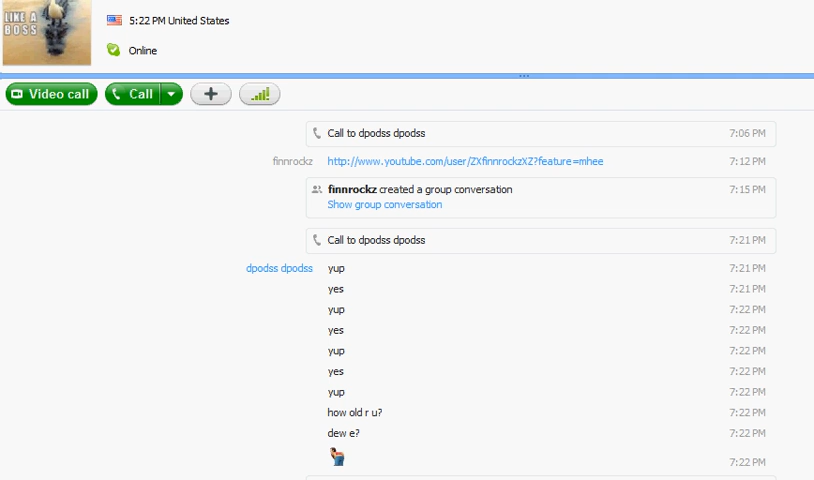 LIKE A
BOSS
5:22 PM United States
Online
Video call
Call
Call to dpodss dpodss 7:06 PM
finnrockz http://www.youtube.com/user/ZXfinnrockzXZ?feature=mhee 7:12 PM
finnrockz created a group conversation 7:15 PM
Show group conversation
Call to dpodss dpodss 7:21 PM
dpodss dpodss yup 7:21 PM
yes 7:21 PM
yup 7:22 PM
yes 7:22 PM
yup 7:22 PM
yes 7:22 PM
yup 7:22 PM
how old r u? 7:22 PM
dew e? 7:22 PM
7:22 PM